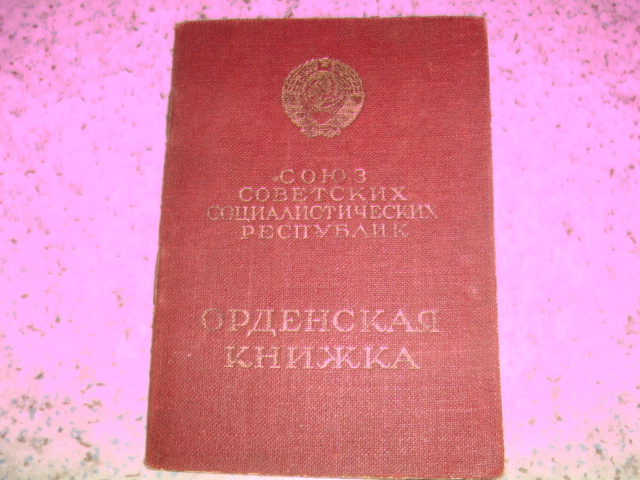 СОЮЗ
СОВЕТСКИХ
СОЦИАЛИСТИЧЕСКИХ
РЕСПУБЛИК
ОРДЕНСКАЯ
КНИЖКА